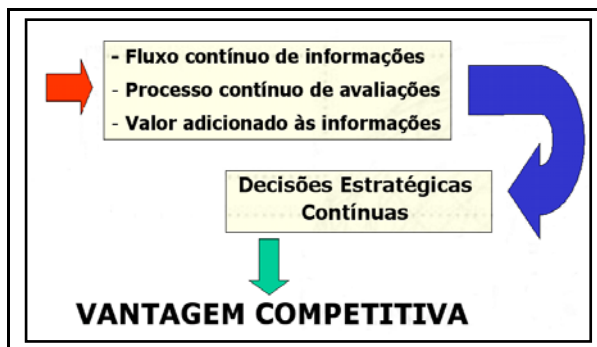 - Fluxo contínuo de informações
- Processo contínuo de avaliações
- Valor adicionado às informações
Decisões Estratégicas
Contínuas
VANTAGEM COMPETITIVA